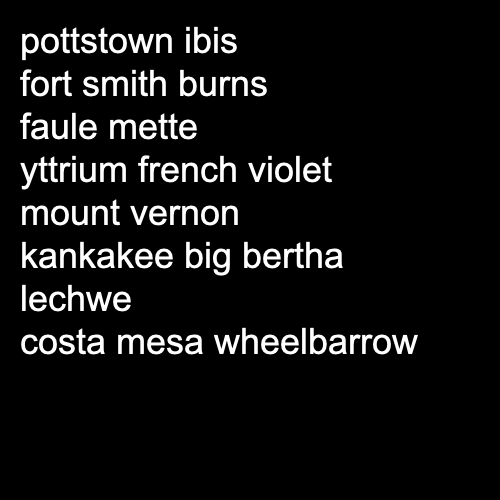 pottstown ibis
fort smith burns
faule mette
yttrium french violet
mount vernon
kankakee big bertha
lechwe
costa mesa wheelbarrow